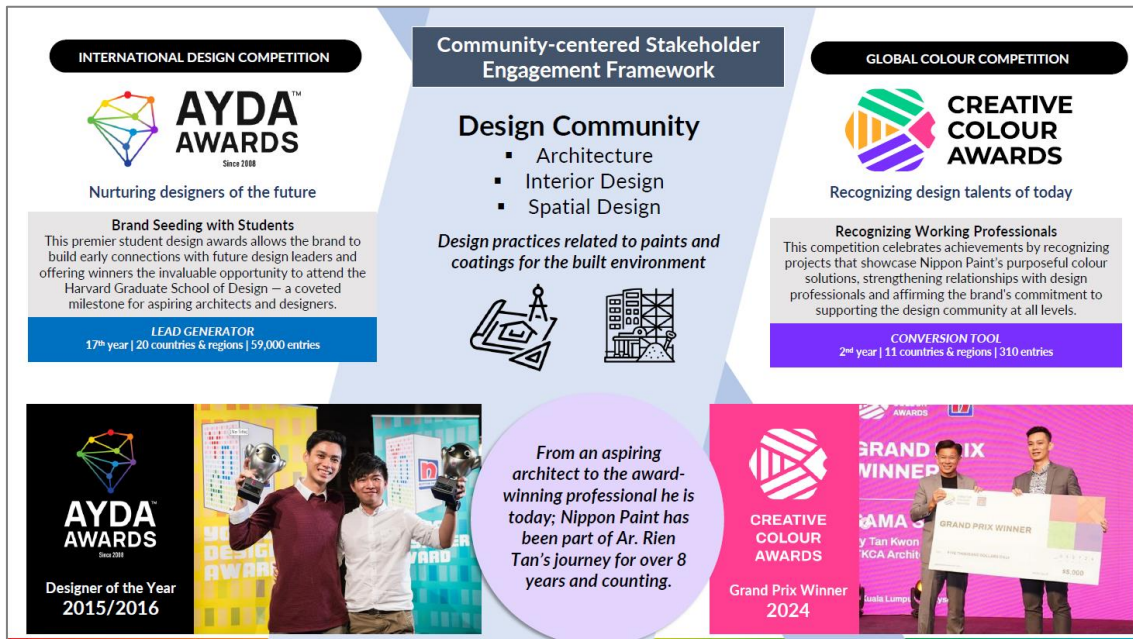 INTERNATIONAL DESIGN COMPETITION
AYDA™
AWARDS
Since 2008
Nurturing designers of the future
Brand Seeding with Students
This premier student design awards allows the brand to
build early connections with future design leaders and
offering winners the invaluable opportunity to attend the
Harvard Graduate School of Design — a coveted
milestone for aspiring architects and designers.
LEAD GENERATOR
17th year | 20 countries & regions | 59,000 entries
Community-centered Stakeholder
Engagement Framework
Design Community
▪ Architecture
▪ Interior Design
▪ Spatial Design
Design practices related to paints and
coatings for the built environment
GLOBAL COLOUR COMPETITION
CREATIVE
COLOUR
AWARDS
Recognizing design talents of today
Recognizing Working Professionals
This competition celebrates achievements by recognizing
projects that showcase Nippon Paint's purposeful colour
solutions, strengthening relationships with design
professionals and affirming the brand's commitment to
supporting the design community at all levels.
CONVERSION TOOL
2nd year | 11 countries & regions | 310 entries
AYDA™
AWARDS
Since 2008
Designer of the Year
2015/2016
From an aspiring
architect to the award-
winning professional he is
today; Nippon Paint has
been part of Ar. Rien
Tan's journey for over 8
years and counting.
CREATIVE
COLOUR
AWARDS
Grand Prix Winner
2024
AWARDS
GRAND PRIX
WINNER
y Tan Kwon
GRAND PRIX WINNER
Kuala Lumpu